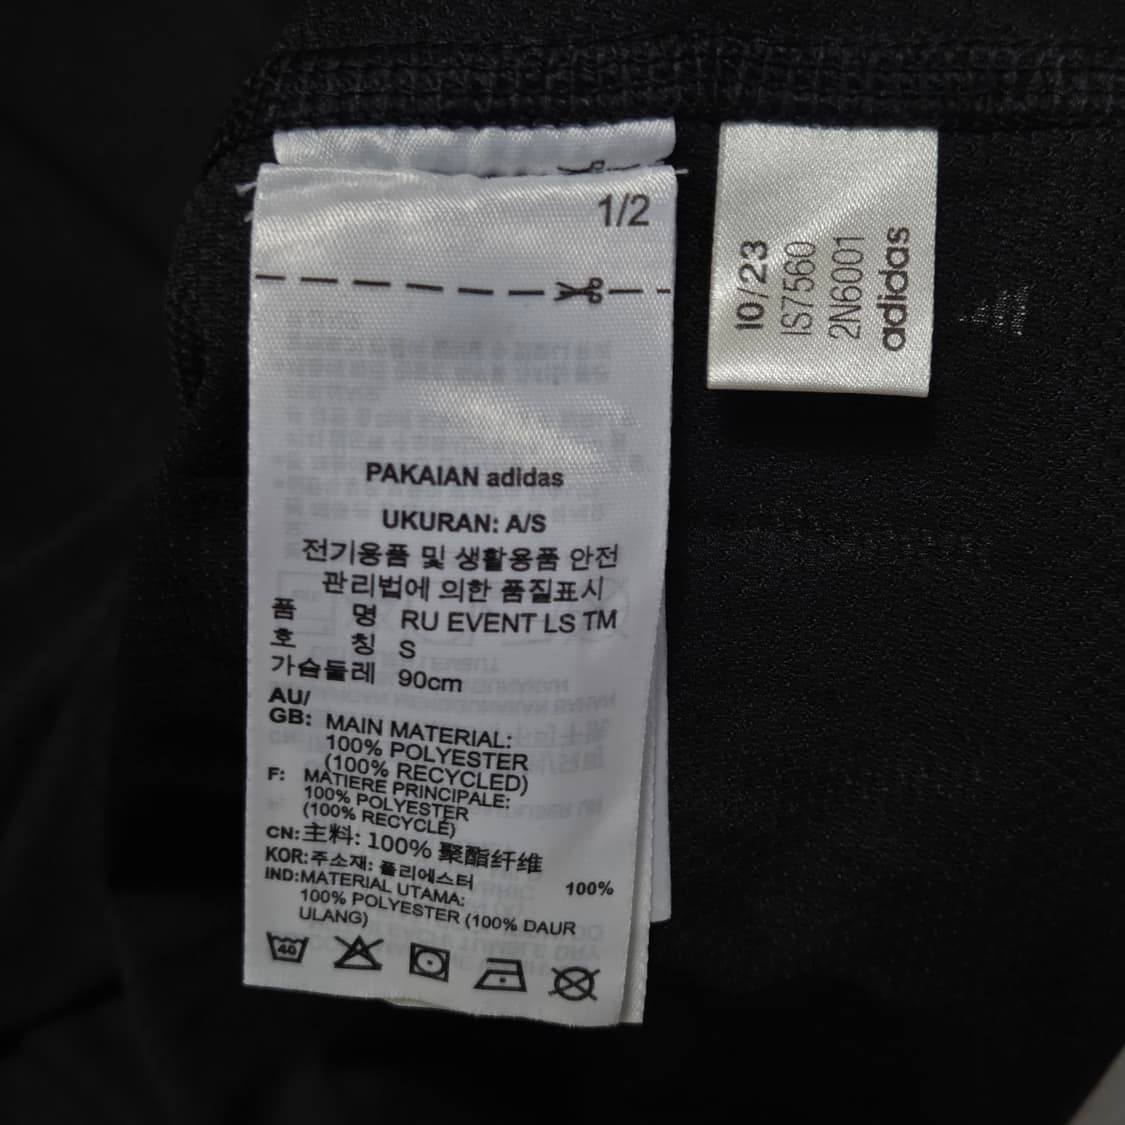 1/2
PAKAIAN adidas
UKURAN: A/S
전기용품 및 생활용품 안전
관리법에 의한 품질표시
품 명 RU EVENT LS TM
호 칭 S
가슴둘레 90cm
AU/
GB: MAIN MATERIAL:
100% POLYESTER
(100% RECYCLED)
F: MATIERE PRINCIPALE:
100% POLYESTER
(100% RECYCLÉ)
CN: 主料: 100% 聚酯纤维
KOR: 주소재: 폴리에스터 100%
IND: MATERIAL UTAMA:
100% POLYESTER (100% DAUR
ULANG)
40
10/23
IS7560
2N6001
adidas